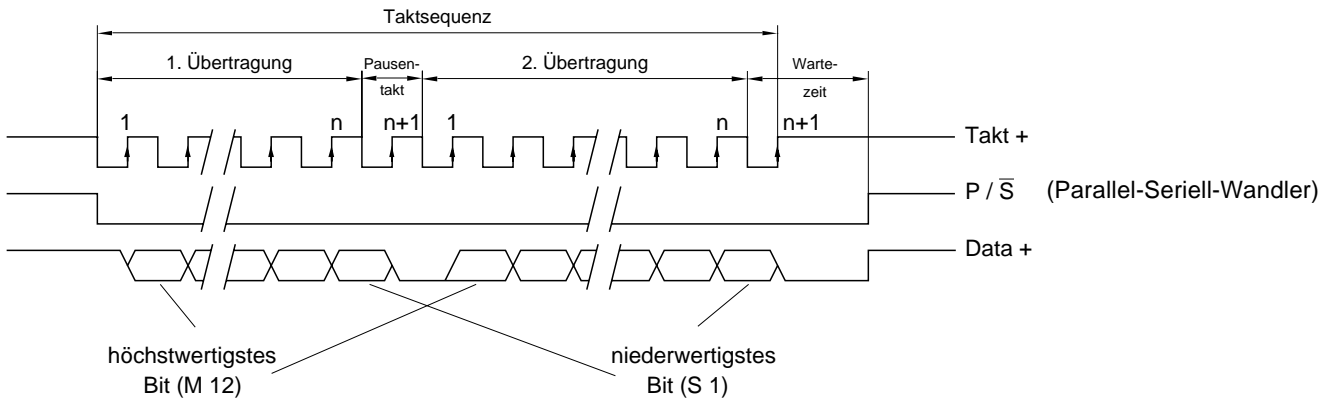 Taktsequenz
1. Übertragung
Pausen-
takt
2. Übertragung
Warte-
zeit
1
n
n+1
1
n
n+1
Takt +
P / S̅ (Parallel-Seriell-Wandler)
Data +
höchstwertigstes
Bit (M 12)
niederwertigstes
Bit (S 1)